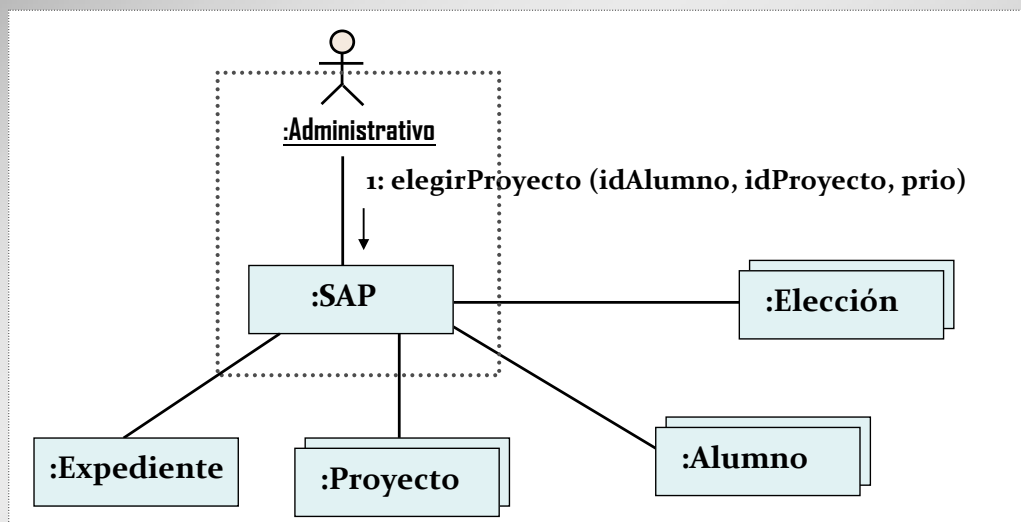 :Administrativo
1: elegirProyecto (idAlumno, idProyecto, prio)
:SAP
:Elección
:Expediente
:Proyecto
:Alumno